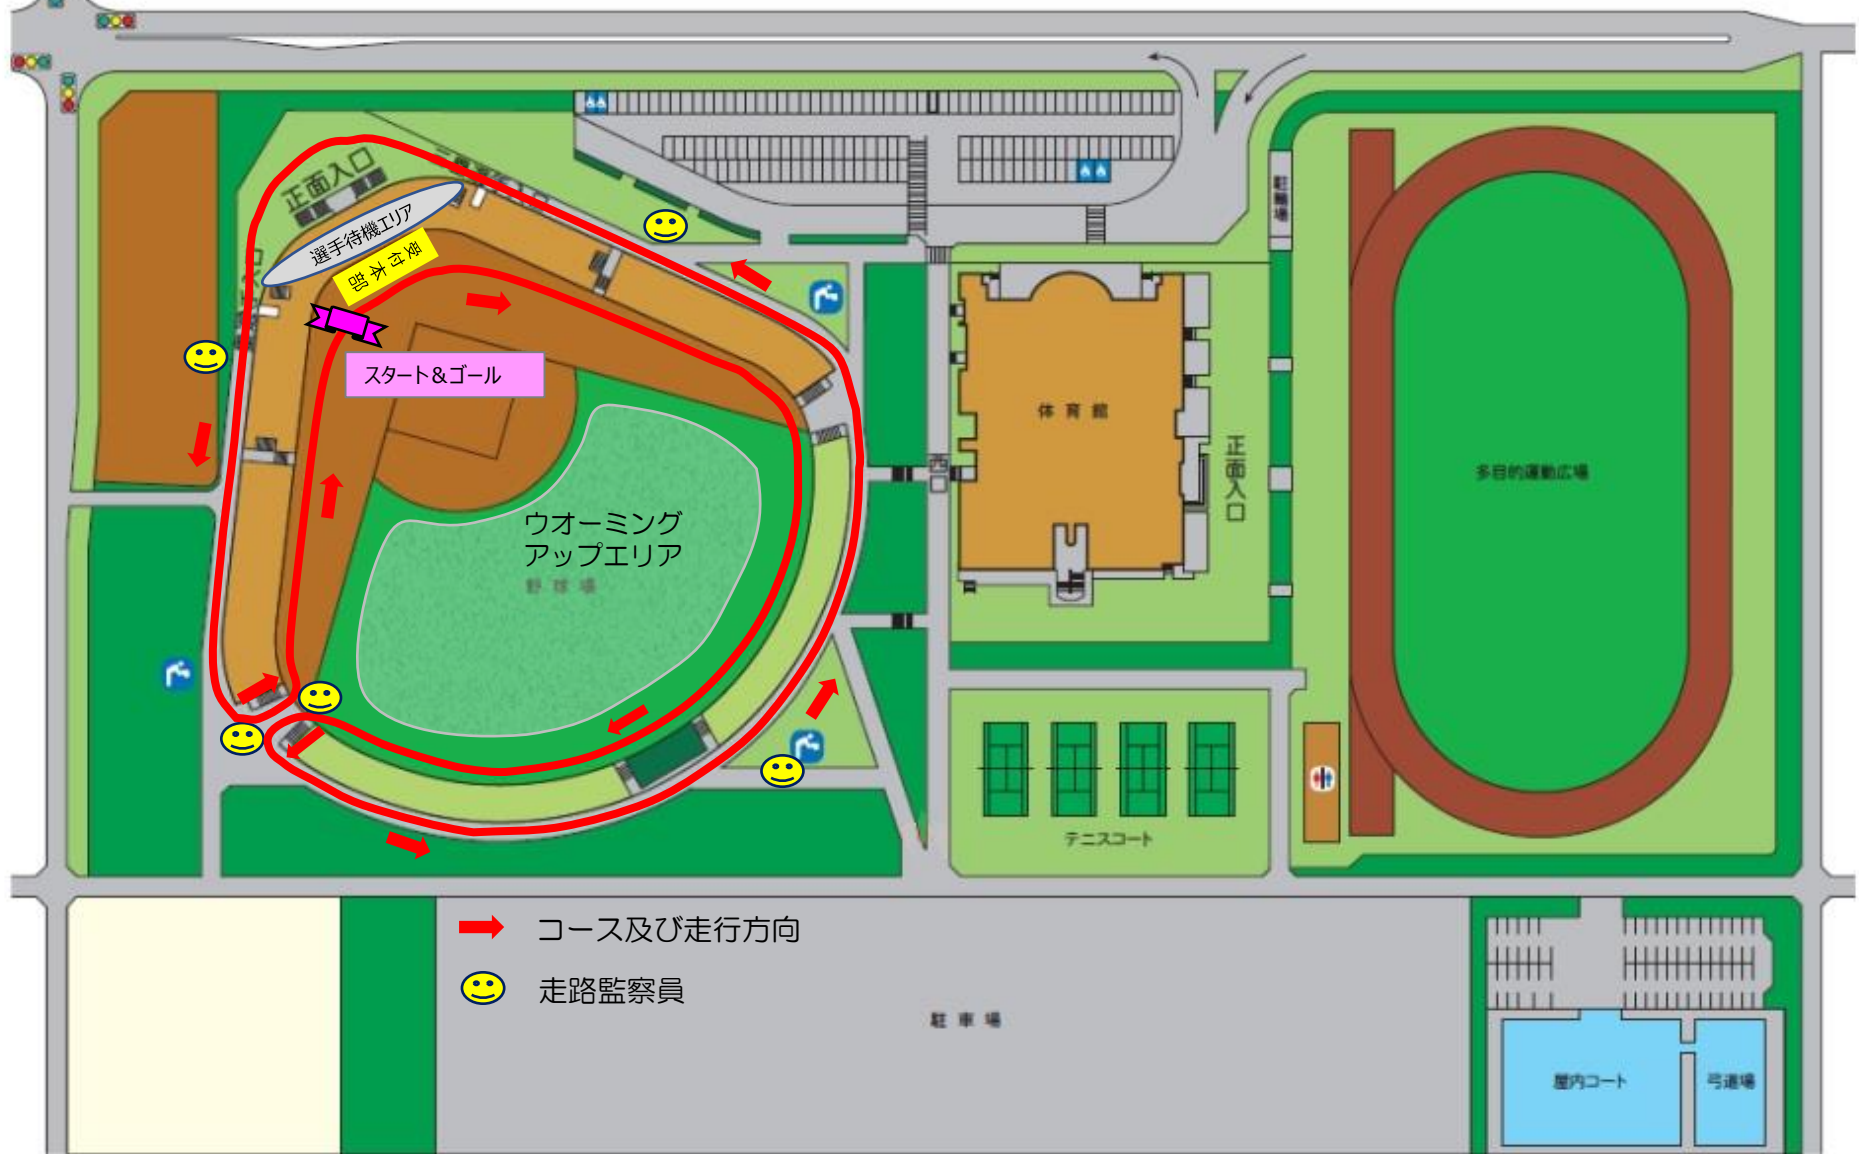 正面入口
選手待機エリア
受付本部
スタート&ゴール
駐輪場
体育館
正面入口
多目的運動広場
ウオーミング
アップエリア
野球場
テニスコート
コース及び走行方向
走路監察員
駐車場
屋内コート
弓道場